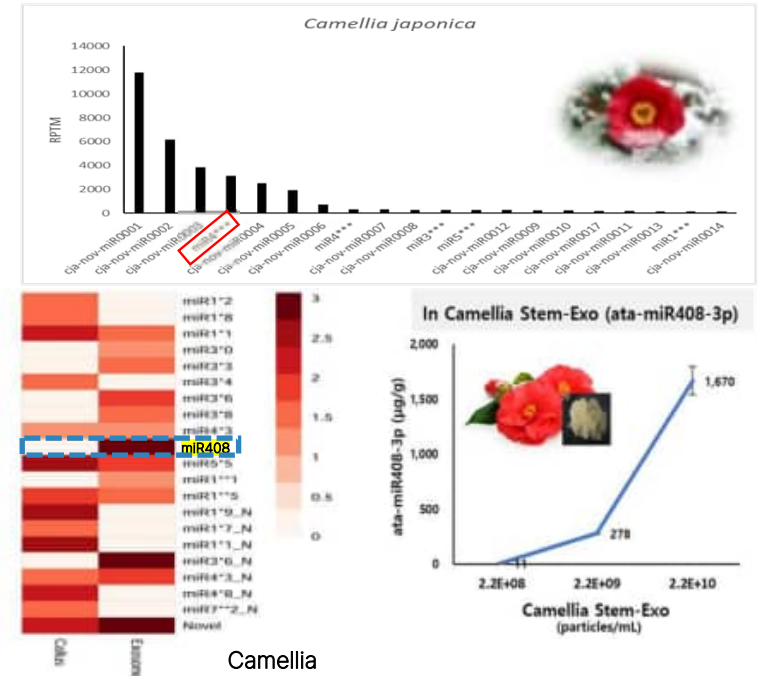 Camellia japonica
14000
12000
10000
8000
6000
4000
2000
0
RPTM
cja-nov-miR0001
cja-nov-miR0002
cja-nov-miR0003
miR4***
cja-nov-miR0004
cja-nov-miR0005
cja-nov-miR0006
miR4***
cja-nov-miR0007
cja-nov-miR0008
miR3***
miR5***
cja-nov-miR0012
cja-nov-miR0009
cja-nov-miR0010
cja-nov-miR0017
cja-nov-miR0011
cja-nov-miR0013
miR1***
cja-nov-miR0014
miR1*2
miR1*8
miR1*1
miR3*0
miR3*3
miR3*4
miR3*6
miR3*8
miR4*3
miR408
miR5*5
miR1**1
miR1**5
miR1*9_N
miR1*7_N
miR1*1_N
miR3*6_N
miR4*3_N
miR4*8_N
miR7**2_N
Novel
3
2.5
2
1.5
1
0.5
0
Callus
Exosome
Camellia
In Camellia Stem-Exo (ata-miR408-3p)
2,000
1,500
1,000
500
0
ata-miR408-3p (μg/g)
11
278
1,670
2.2E+08
2.2E+09
2.2E+10
Camellia Stem-Exo
(particles/mL)